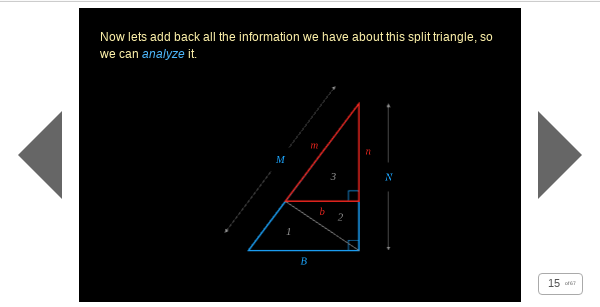 Now lets add back all the information we have about this split triangle, so
we can analyze it.
m
n
M
3
N
b
2
1
B
15 of 67